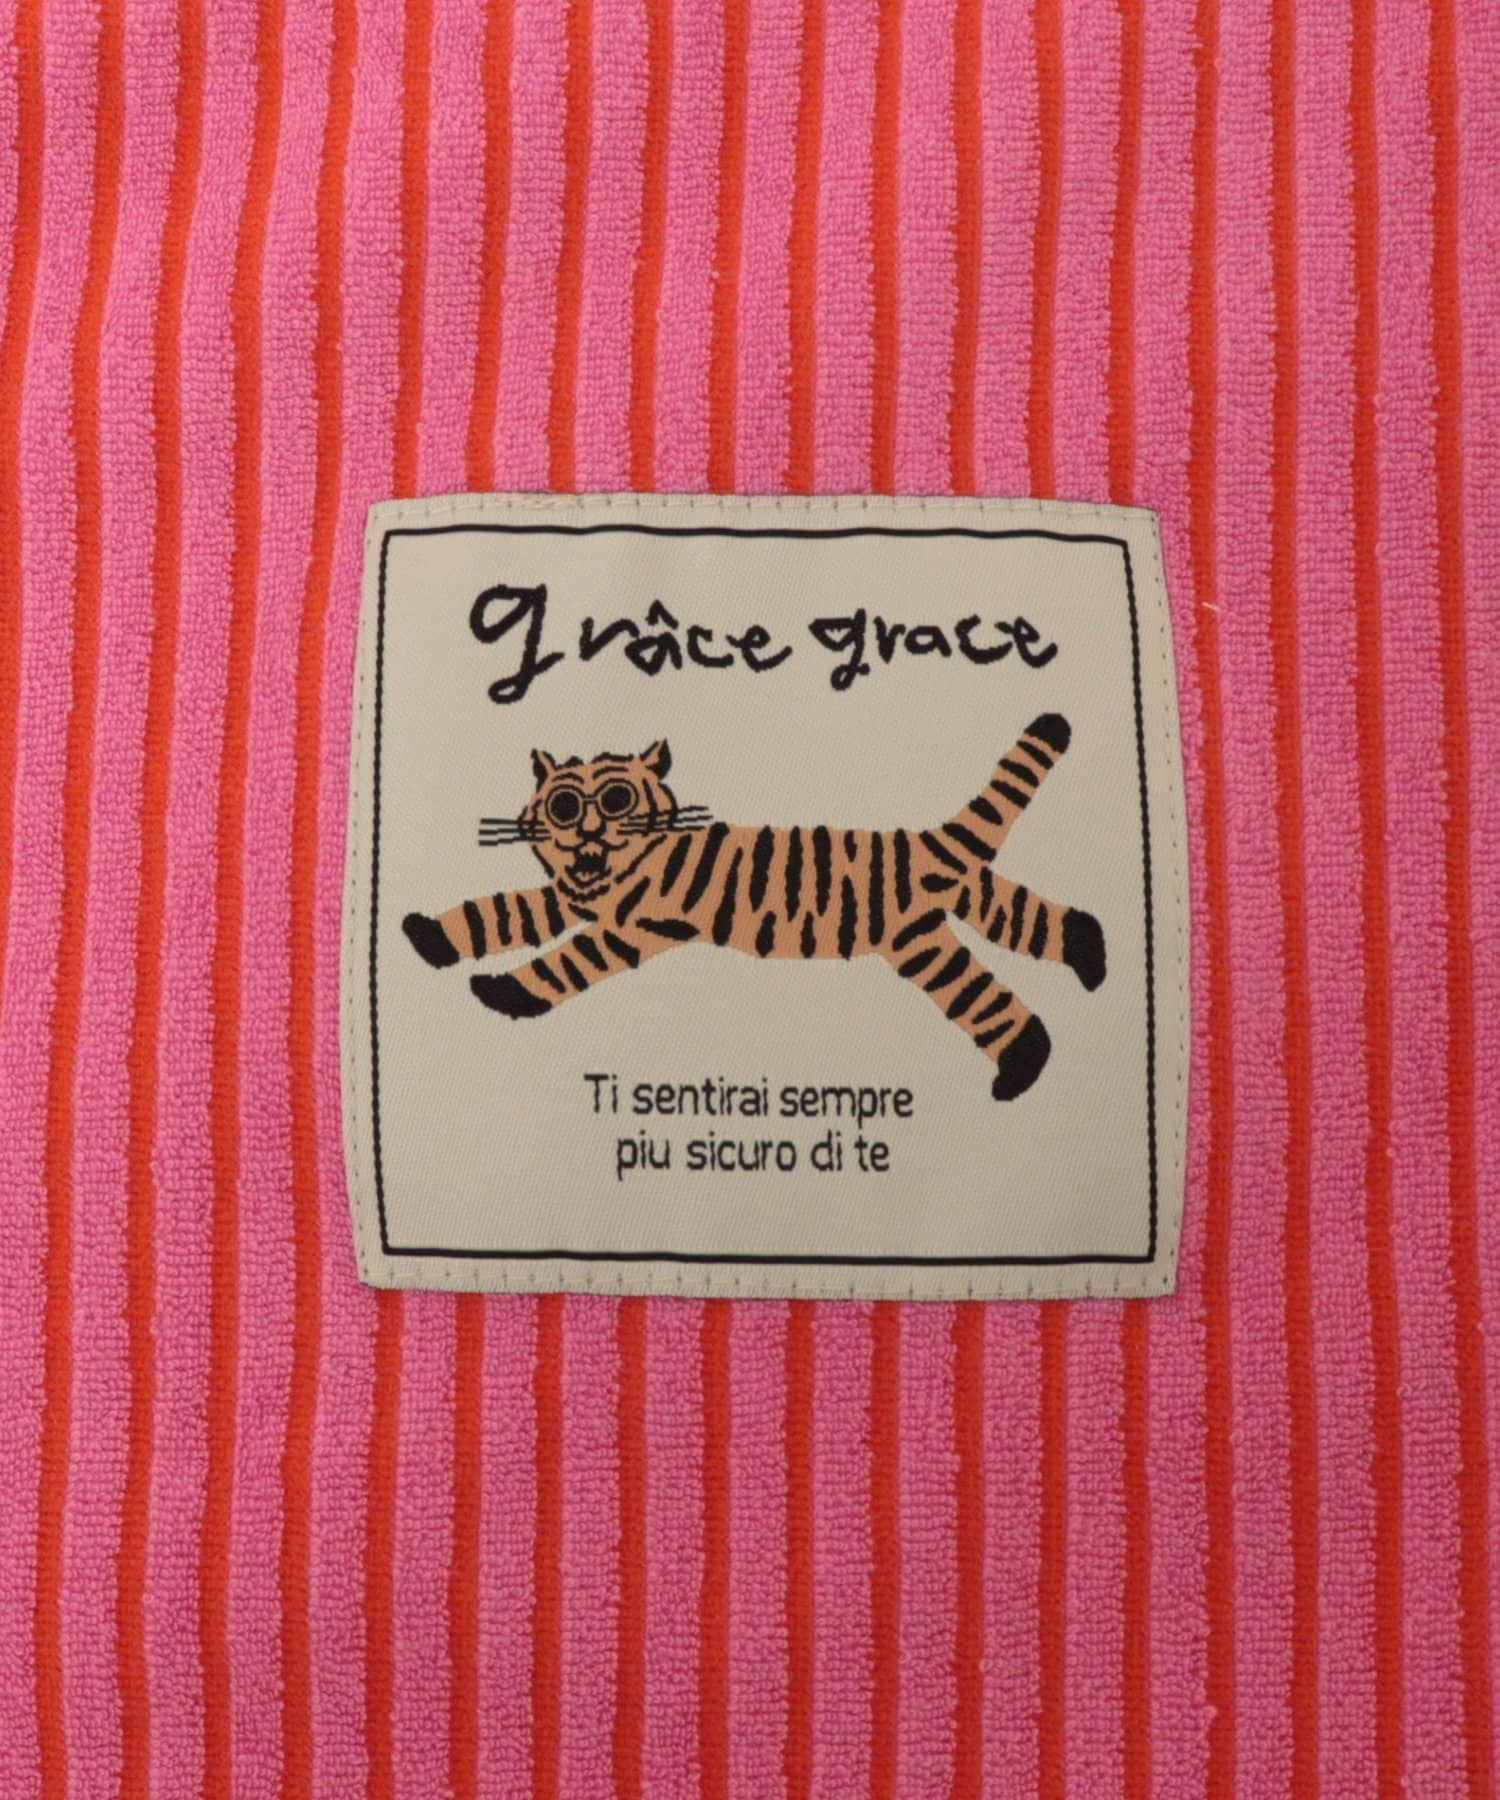 grâce grace
Ti sentirai sempre
piu sicuro di te